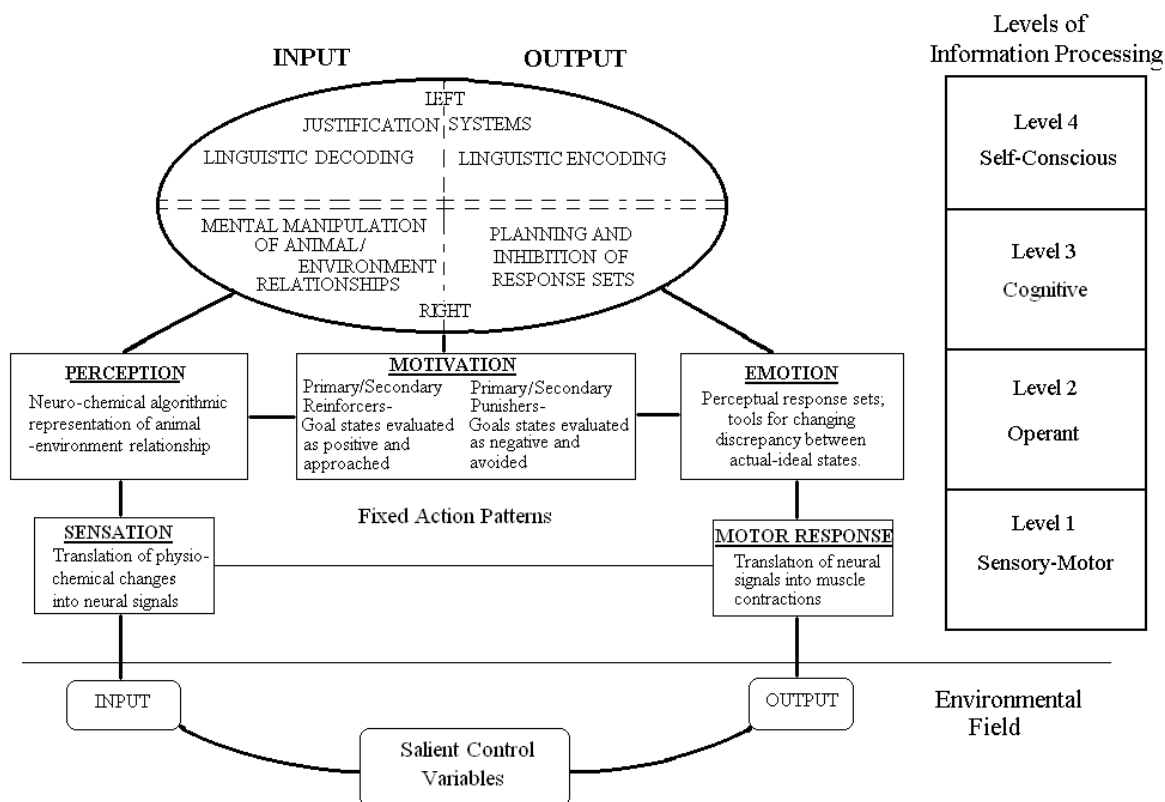 INPUT
OUTPUT
LEFT
JUSTIFICATION SYSTEMS
LINGUISTIC DECODING
LINGUISTIC ENCODING
MENTAL MANIPULATION
OF ANIMAL/
ENVIRONMENT
RELATIONSHIPS
PLANNING AND
INHIBITION OF
RESPONSE SETS
RIGHT
PERCEPTION
Neuro-chemical algorithmic
representation of animal
-environment relationship
MOTIVATION
Primary/Secondary
Reinforcers-
Goal states evaluated
as positive and
approached
Primary/Secondary
Punishers-
Goals states evaluated
as negative and
avoided
EMOTION
Perceptual response sets;
tools for changing
discrepancy between
actual-ideal states.
SENSATION
Translation of physio-
chemical changes
into neural signals
Fixed Action Patterns
MOTOR RESPONSE
Translation of neural
signals into muscle
contractions
INPUT
OUTPUT
Salient Control
Variables
Environmental
Field
Levels of
Information Processing
Level 4
Self-Conscious
Level 3
Cognitive
Level 2
Operant
Level 1
Sensory-Motor